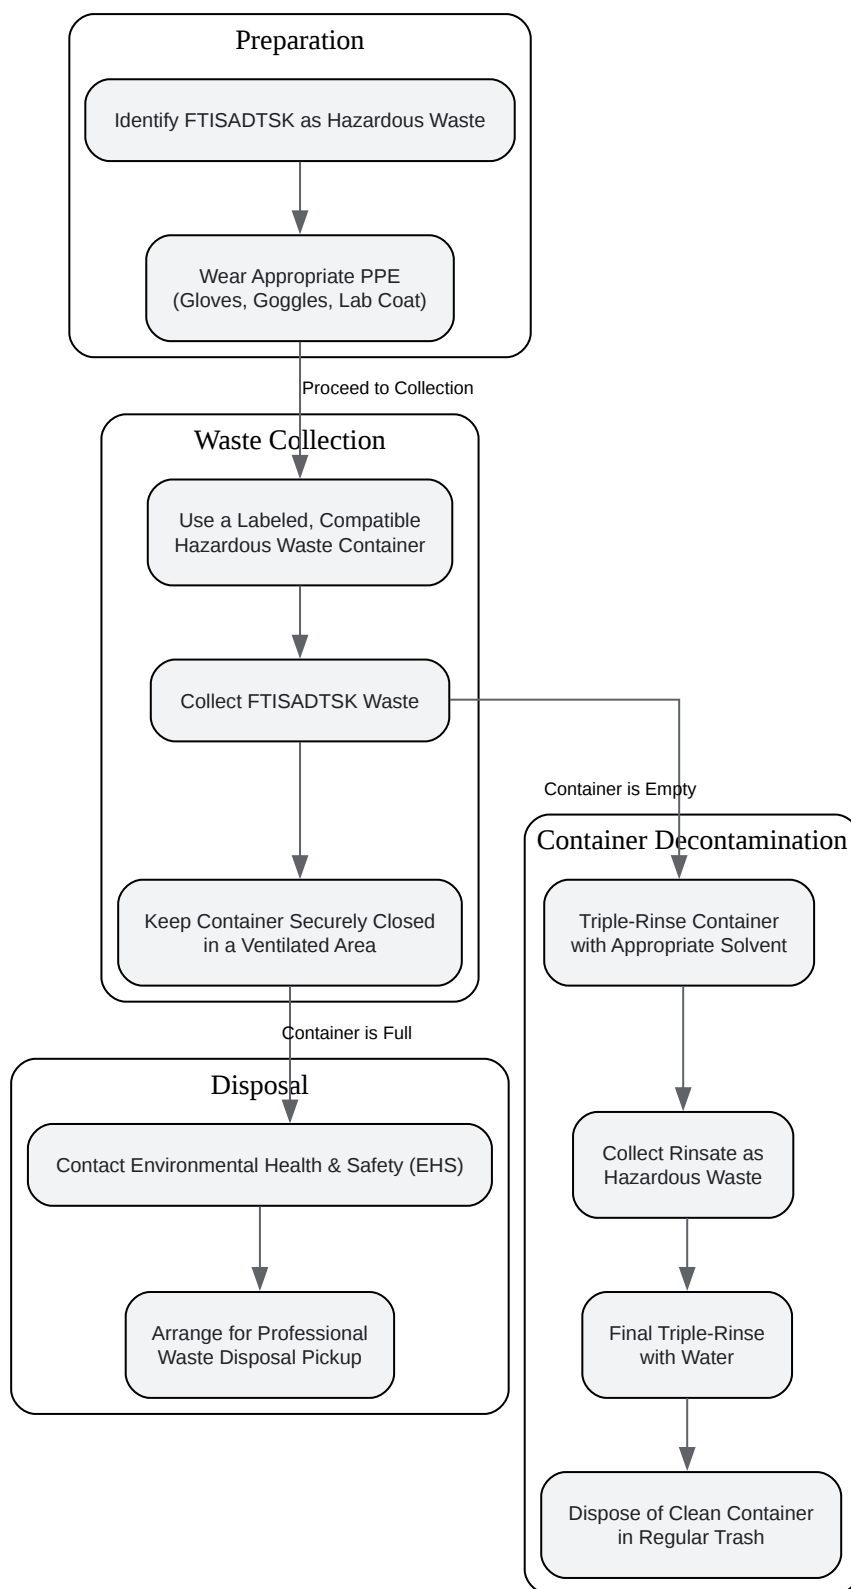 Preparation
Identify FTISADTSK as Hazardous Waste
Wear Appropriate PPE
(Gloves, Goggles, Lab Coat)
Proceed to Collection
Waste Collection
Use a Labeled, Compatible
Hazardous Waste Container
Collect FTISADTSK Waste
Keep Container Securely Closed
in a Ventilated Area
Container is Full
Disposal
Contact Environmental Health & Safety (EHS)
Arrange for Professional
Waste Disposal Pickup
Container is Empty
Container Decontamination
Triple-Rinse Container
with Appropriate Solvent
Collect Rinsate as
Hazardous Waste
Final Triple-Rinse
with Water
Dispose of Clean Container
in Regular Trash